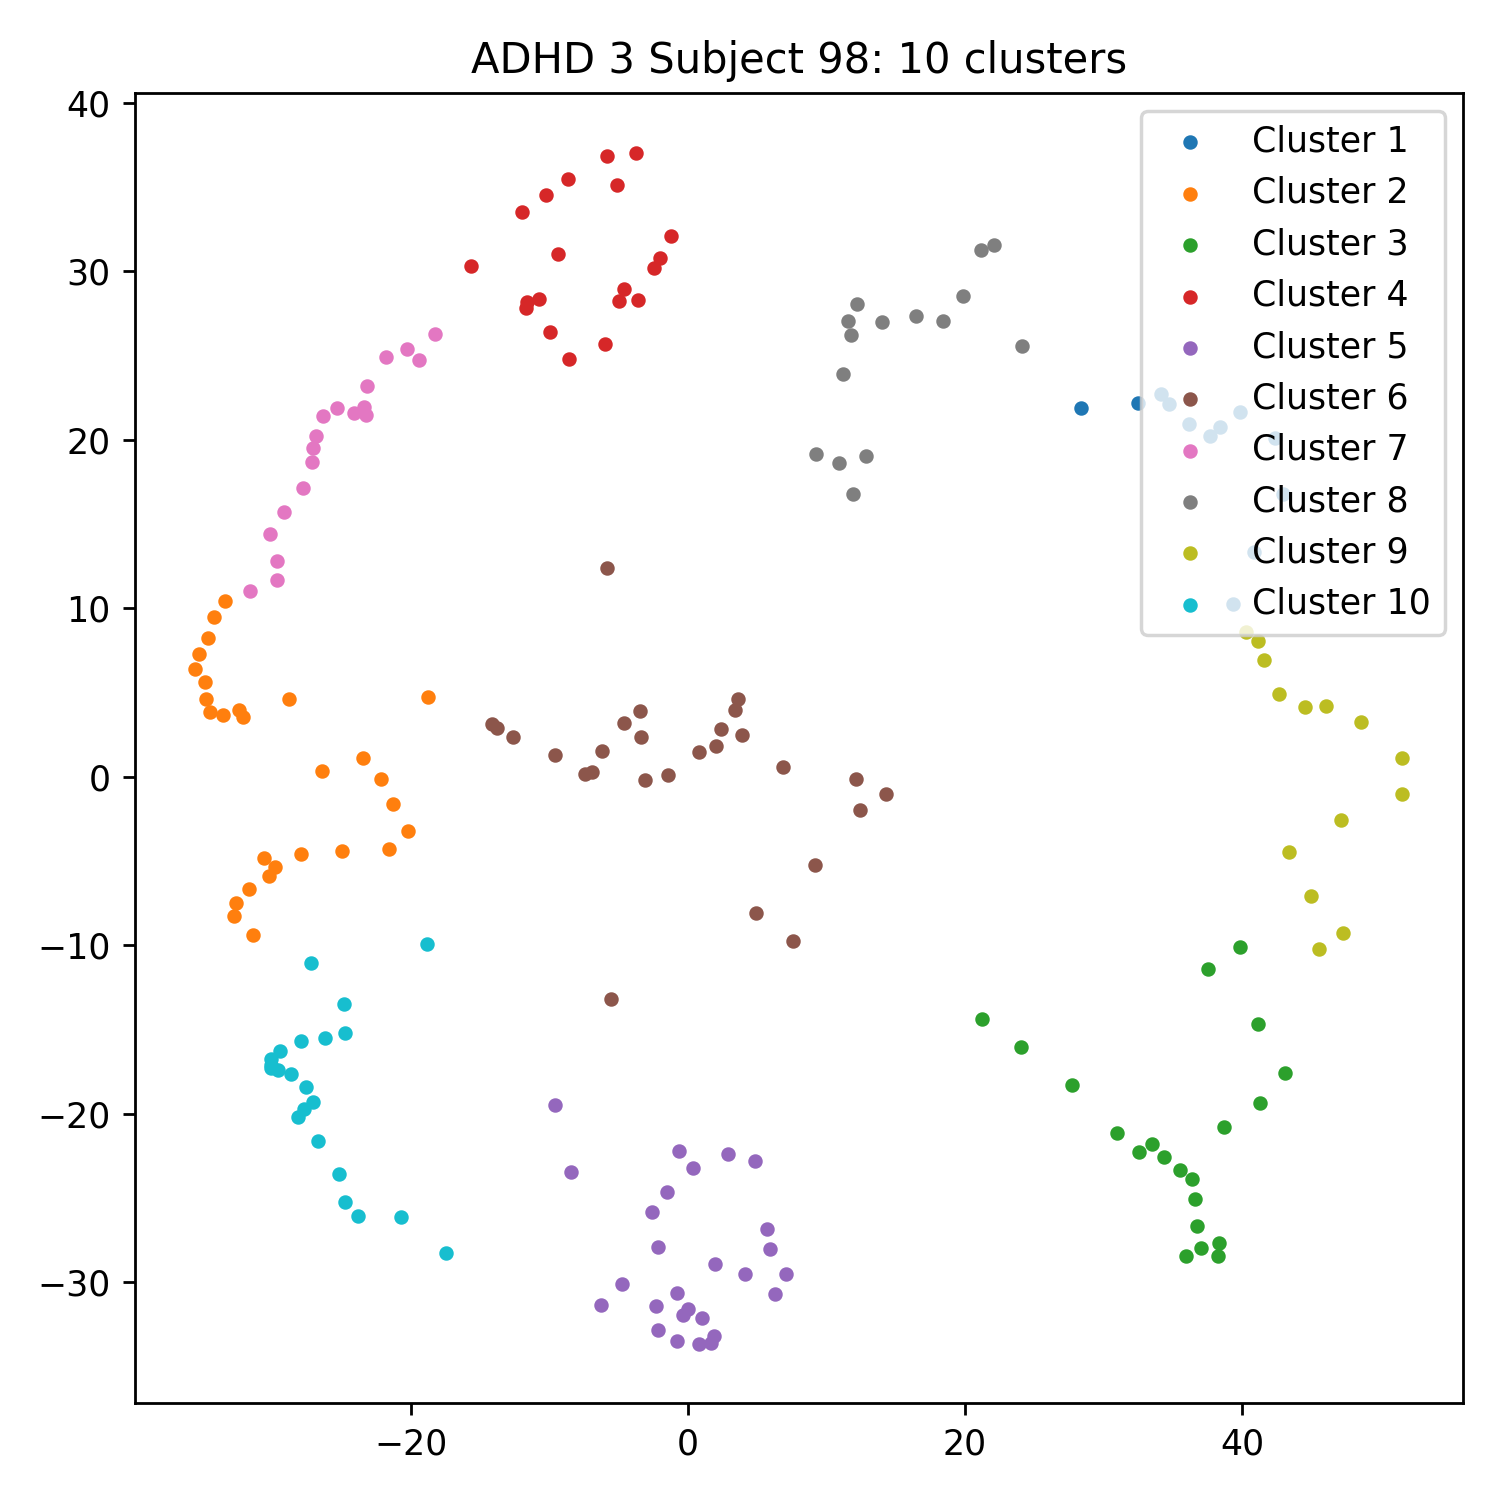 ADHD 3 Subject 98: 10 clusters
40
30
20
10
0
−10
−20
−30
−20
0
20
40
Cluster 1
Cluster 2
Cluster 3
Cluster 4
Cluster 5
Cluster 6
Cluster 7
Cluster 8
Cluster 9
Cluster 10